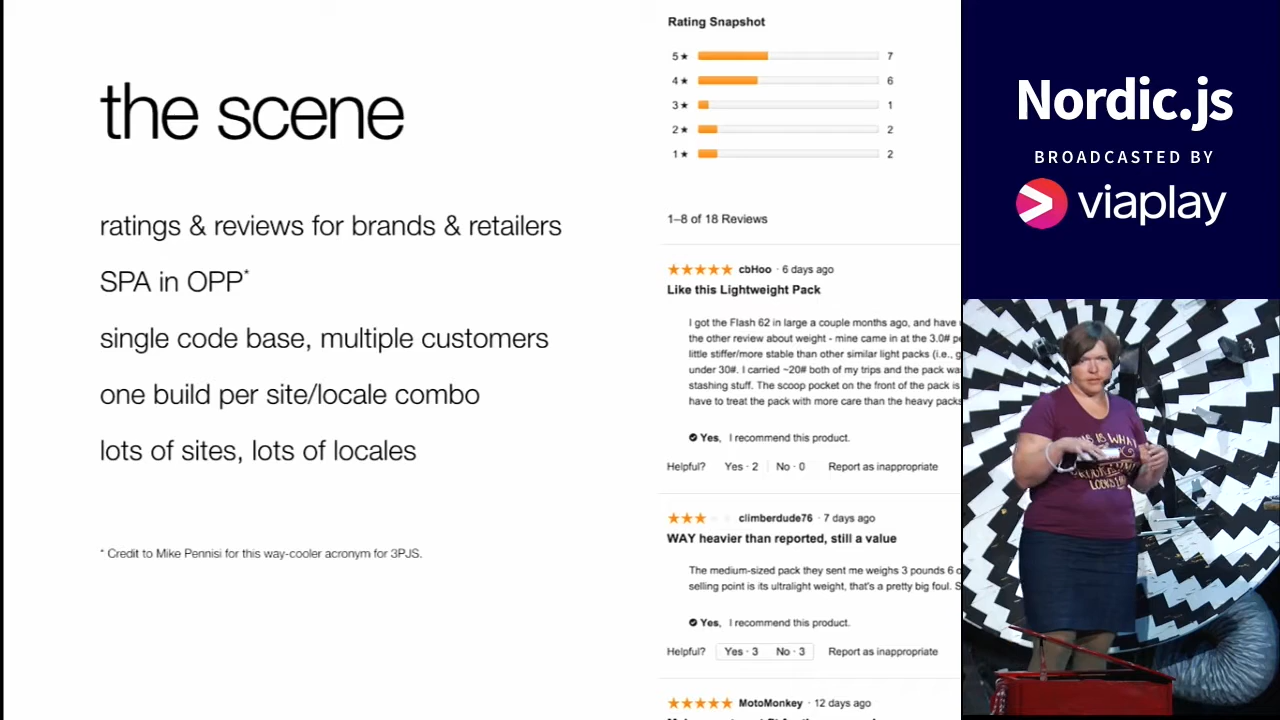 the scene
ratings & reviews for brands & retailers
SPA in OPP*
single code base, multiple customers
one build per site/locale combo
lots of sites, lots of locales
* Credit to Mike Pennisi for this way-cooler acronym for 3PJS.
Rating Snapshot
5★ 7
4★ 6
3★ 1
2★ 2
1★ 2
1–8 of 18 Reviews
★★★★★ cbHoo · 6 days ago
Like this Lightweight Pack
I got the Flash 62 in large a couple months ago, and have
the other review about weight - mine came in at the 3.0#
little stiffer/more stable than other similar light packs (i.e.,
under 30#. I carried ~20# both of my trips and the pack
stashing stuff. The scoop pocket on the front of the pack is
have to treat the pack with more care than the heavy packs
Yes, I recommend this product.
Helpful? Yes · 2 No · 0 Report as inappropriate
★★★ climberdude76 · 7 days ago
WAY heavier than reported, still a value
The medium-sized pack they sent me weighs 3 pounds 6
selling point is its ultralight weight, that's a pretty big foul.
Yes, I recommend this product.
Helpful? Yes · 3 No · 3 Report as inappropriate
★★★★★ MotoMonkey · 12 days ago
Nordic.js
BROADCASTED BY
viaplay
IS WHAT
LOOKS